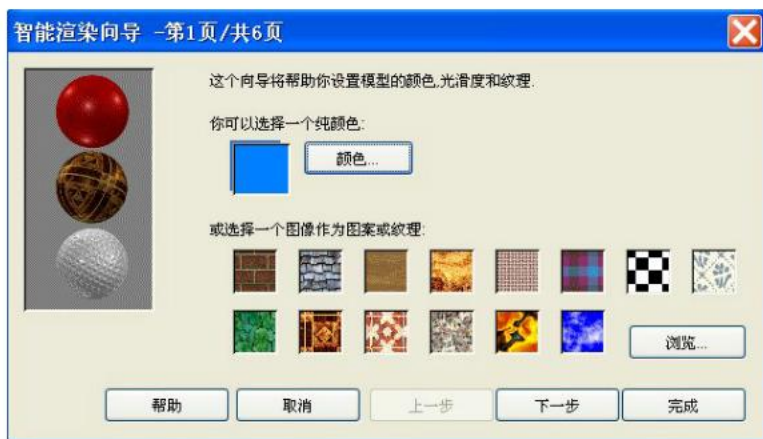 智能渲染向导 -第1页/共6页
这个向导将帮助你设置模型的颜色,光滑度和纹理.
你可以选择一个纯颜色:
颜色...
或选择一个图像作为图案或纹理:
浏览...
帮助 取消 上一步 下一步 完成